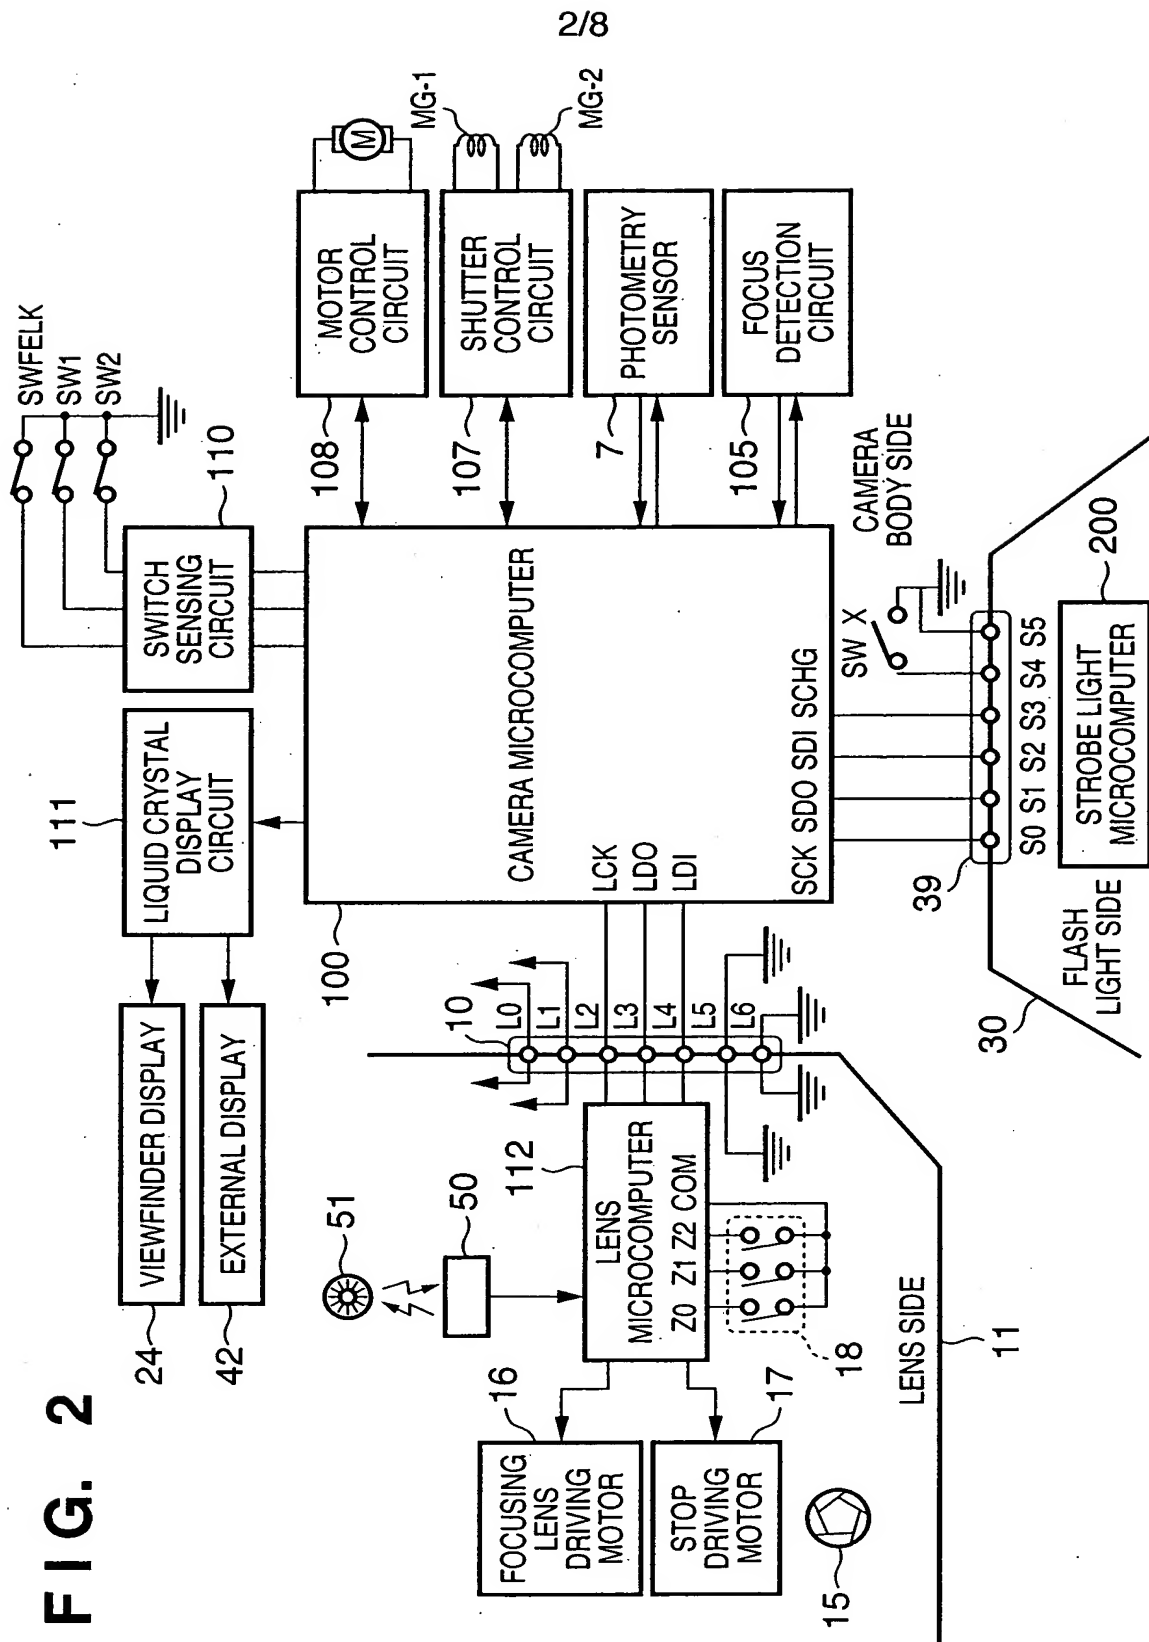 2/8
FIG. 2
24
VIEWFINDER DISPLAY
42
EXTERNAL DISPLAY
111
LIQUID CRYSTAL
DISPLAY
CIRCUIT
SWITCH
SENSING
CIRCUIT
110
SWFELK
SW1
SW2
100
CAMERA MICROCOMPUTER
LCK
LDO
LDI
SCK SDO SDI SCHG
108
MOTOR
CONTROL
CIRCUIT
M
107
SHUTTER
CONTROL
CIRCUIT
MG-1
MG-2
7
PHOTOMETRY
SENSOR
105
FOCUS
DETECTION
CIRCUIT
CAMERA
BODY SIDE
SW X
51
50
112
LENS
MICROCOMPUTER
Z0 Z1 Z2 COM
10
L0
L1
L2
L3
L4
L5
L6
16
FOCUSING
LENS
DRIVING
MOTOR
17
STOP
DRIVING
MOTOR
15
18
LENS SIDE
11
39
S0 S1 S2 S3 S4 S5
30
FLASH
LIGHT SIDE
STROBE LIGHT
MICROCOMPUTER
200